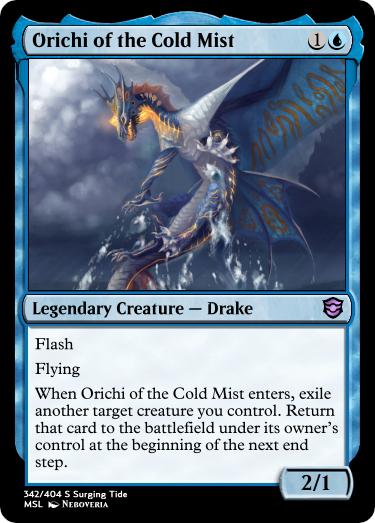 Orichi of the Cold Mist 1
Legendary Creature — Drake
Flash
Flying
When Orichi of the Cold Mist enters, exile
another target creature you control. Return
that card to the battlefield under its owner's
control at the beginning of the next end
step.
2/1
342/404 S Surging Tide
MSL Neboveria